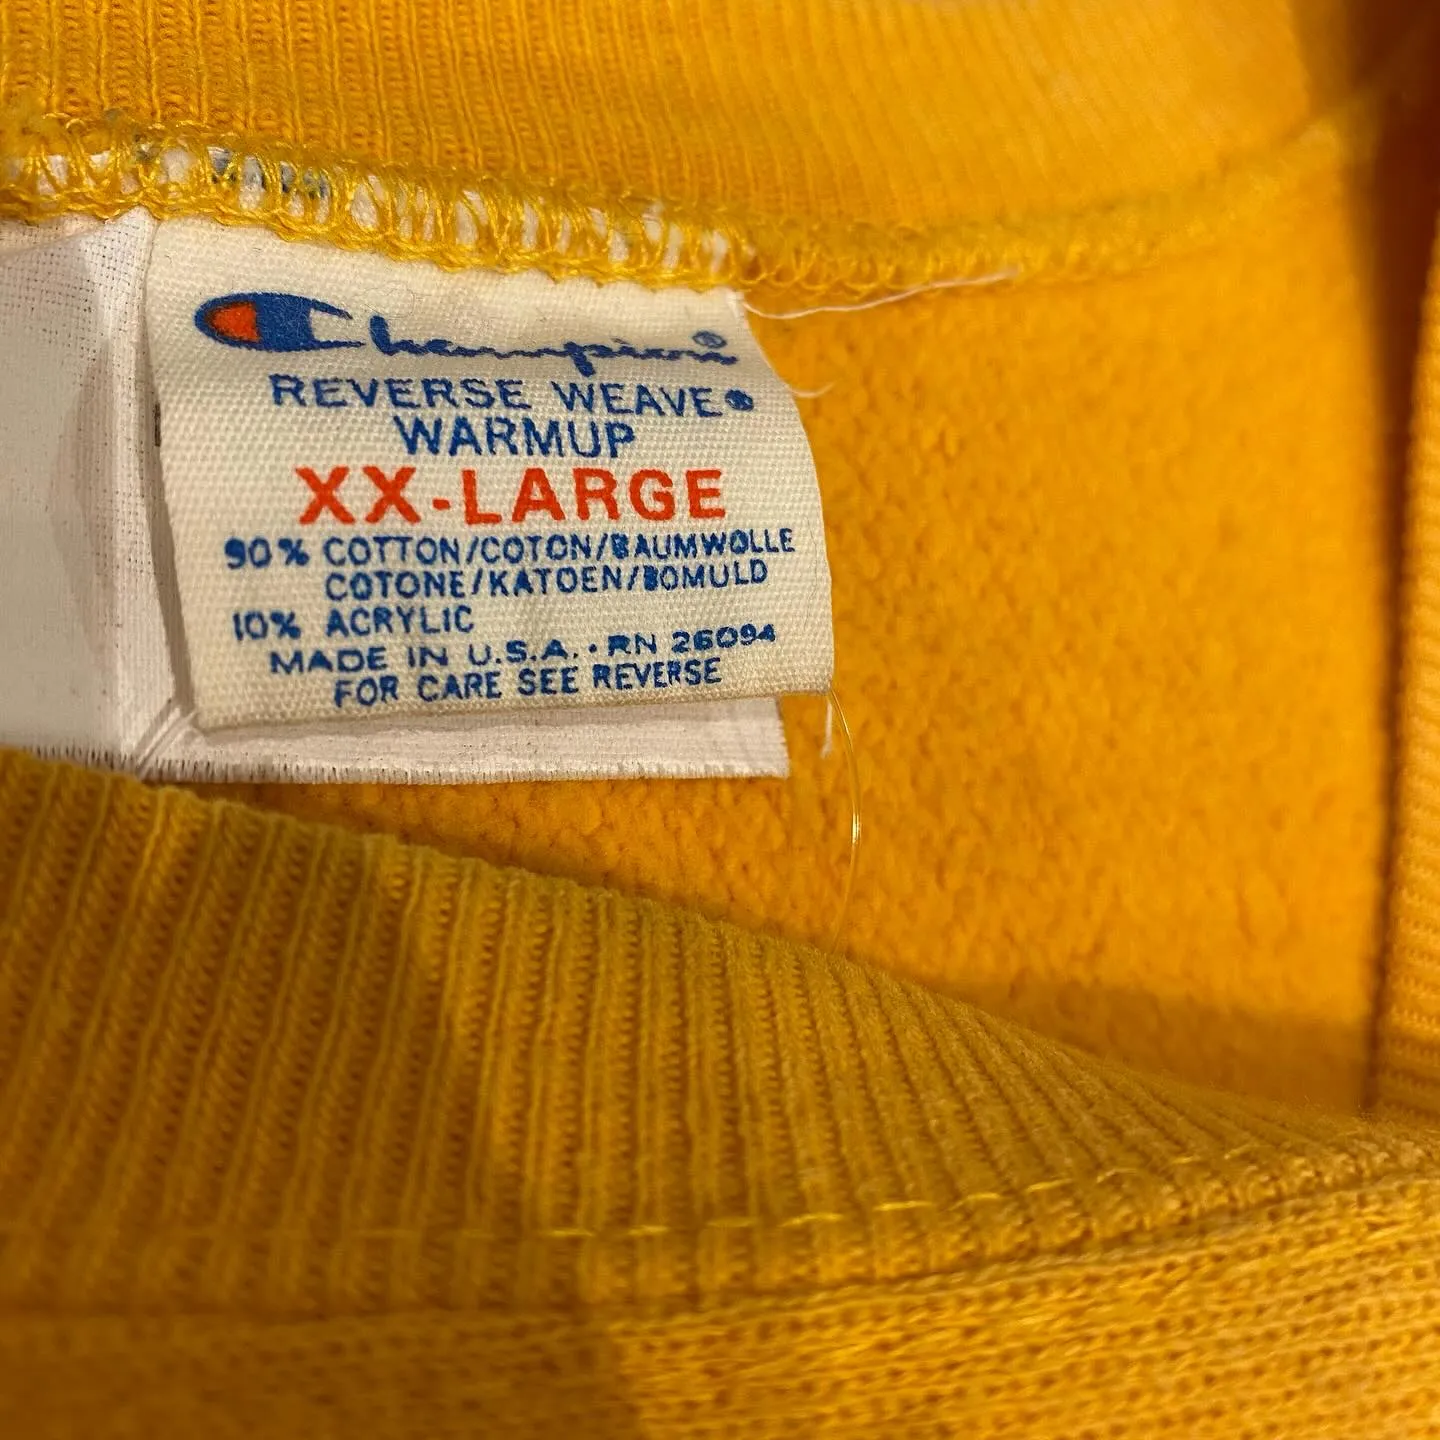 Champion®
REVERSE WEAVE®
WARMUP
XX-LARGE
90% COTTON/COTON/BAUMWOLLE
COTONE/KATOEN/BOMULD
10% ACRYLIC
MADE IN U.S.A. · RN 26094
FOR CARE SEE REVERSE